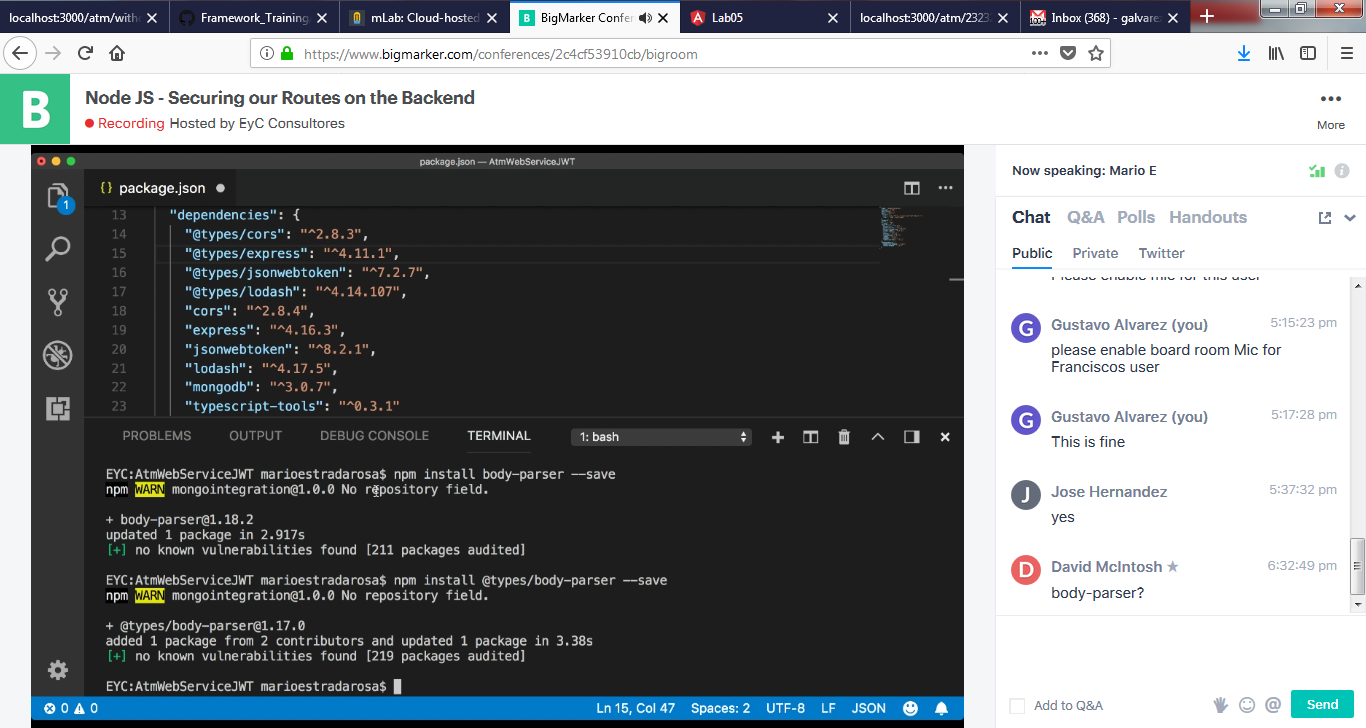 localhost:3000/atm/with
Framework_Training
mLab: Cloud-hosted
BigMarker Confer
Lab05
localhost:3000/atm/2323
Inbox (368) - galvarez
https://www.bigmarker.com/conferences/2c4cf53910cb/bigroom
B
Node JS - Securing our Routes on the Backend
Recording Hosted by EyC Consultores
More
package.json — AtmWebServiceJWT
1
{} package.json
13 "dependencies": {
14 "@types/cors": "^2.8.3",
15 "@types/express": "^4.11.1",
16 "@types/jsonwebtoken": "^7.2.7",
17 "@types/lodash": "^4.14.107",
18 "cors": "^2.8.4",
19 "express": "^4.16.3",
20 "jsonwebtoken": "^8.2.1",
21 "lodash": "^4.17.5",
22 "mongodb": "^3.0.7",
23 "typescript-tools": "^0.3.1"
PROBLEMS OUTPUT DEBUG CONSOLE TERMINAL 1: bash
EYC:AtmWebServiceJWT marioestradarosa$ npm install body-parser --save
npm WARN mongointegration@1.0.0 No repository field.
+ body-parser@1.18.2
updated 1 package in 2.917s
[+] no known vulnerabilities found [211 packages audited]
EYC:AtmWebServiceJWT marioestradarosa$ npm install @types/body-parser --save
npm WARN mongointegration@1.0.0 No repository field.
+ @types/body-parser@1.17.0
added 1 package from 2 contributors and updated 1 package in 3.38s
[+] no known vulnerabilities found [219 packages audited]
EYC:AtmWebServiceJWT marioestradarosa$
0 0 Ln 15, Col 47 Spaces: 2 UTF-8 LF JSON
Now speaking: Mario E
Chat Q&A Polls Handouts
Public Private Twitter
Please enable mic for this user
G Gustavo Alvarez (you) 5:15:23 pm
please enable board room Mic for
Franciscos user
G Gustavo Alvarez (you) 5:17:28 pm
This is fine
J Jose Hernandez 5:37:32 pm
yes
D David McIntosh 6:32:49 pm
body-parser?
Add to Q&A
Send